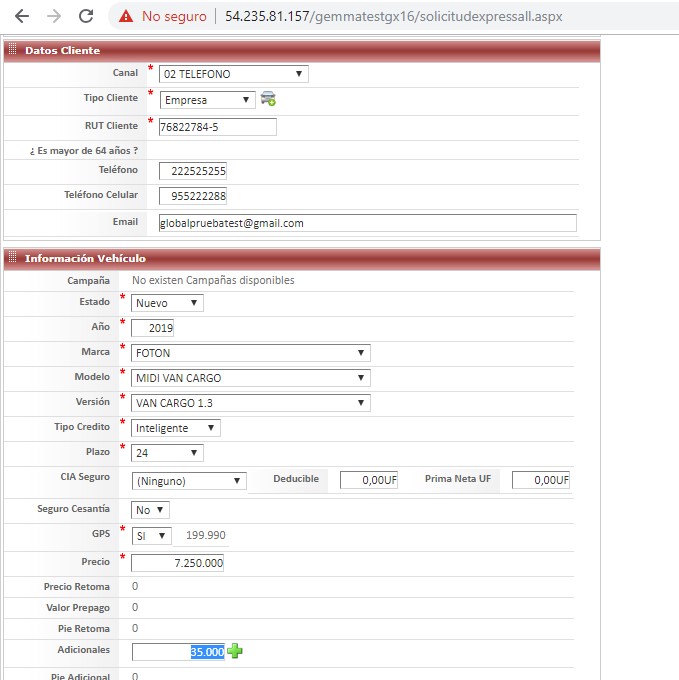 No seguro 54.235.81.157/gemmatestgx16/solicitudexpressall.aspx
Datos Cliente
Canal * 02 TELEFONO
Tipo Cliente * Empresa
RUT Cliente * 76822784-5
¿ Es mayor de 64 años ?
Teléfono 222525255
Teléfono Celular 955222288
Email globalpruebatest@gmail.com
Información Vehículo
Campaña No existen Campañas disponibles
Estado * Nuevo
Año * 2019
Marca * FOTON
Modelo * MIDI VAN CARGO
Versión * VAN CARGO 1.3
Tipo Credito * Inteligente
Plazo * 24
CIA Seguro (Ninguno) Deducible 0,00UF Prima Neta UF 0,00UF
Seguro Cesantía No
GPS * SI 199.990
Precio * 7.250.000
Precio Retoma 0
Valor Prepago 0
Pie Retoma 0
Adicionales 35.000
Pie Adicional 0